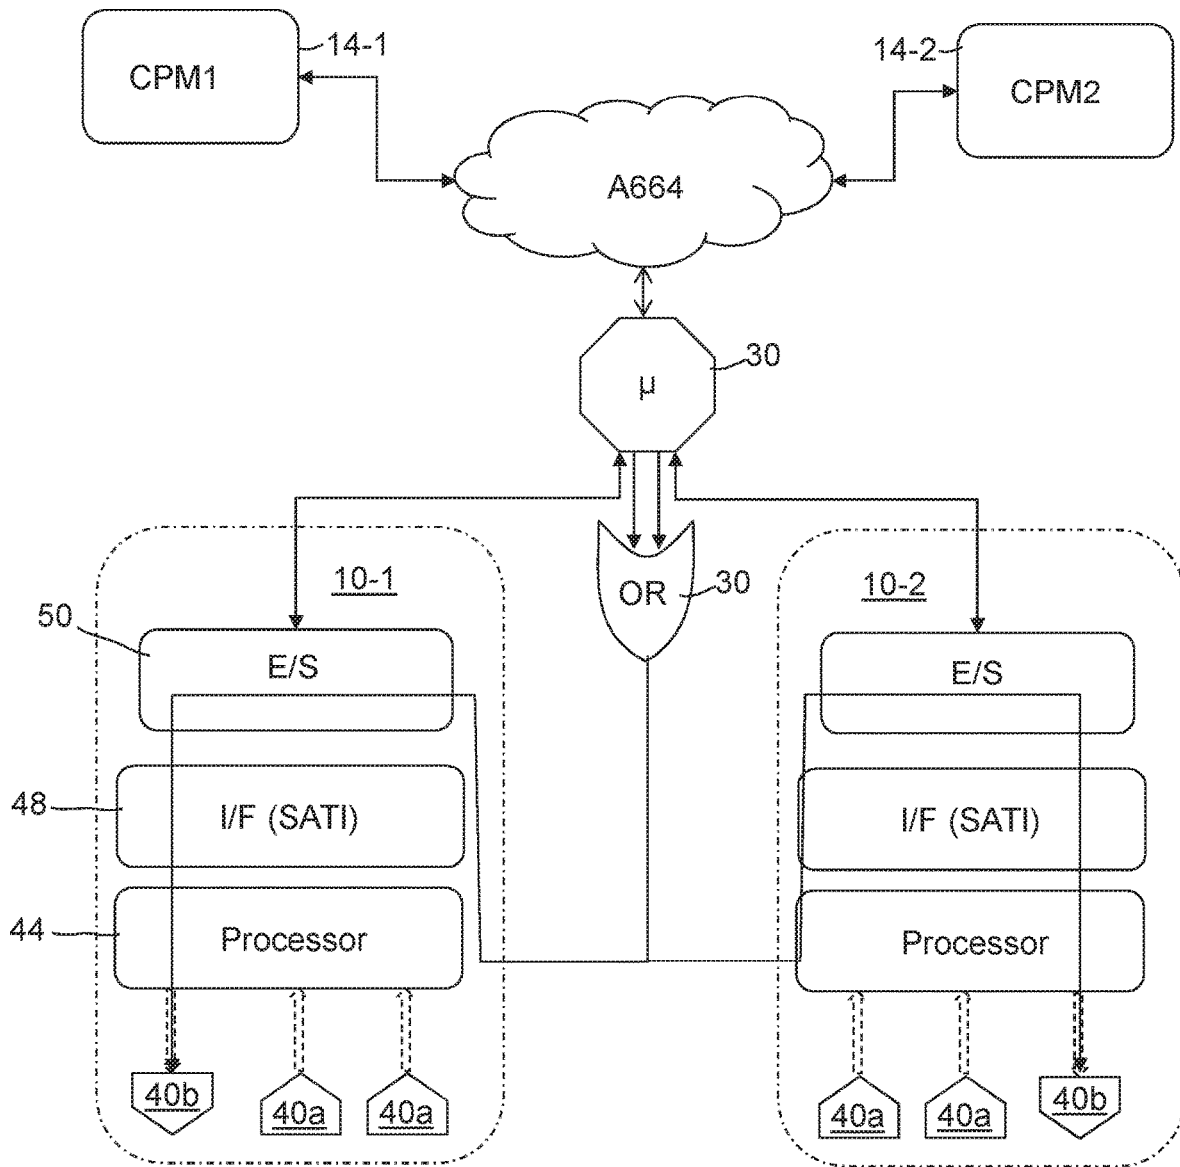 CPM1
14-1
14-2
CPM2
A664
30
µ
10-1
OR
30
10-2
50
E/S
E/S
48
I/F (SATI)
I/F (SATI)
44
Processor
Processor
40b
40a
40a
40a
40a
40b